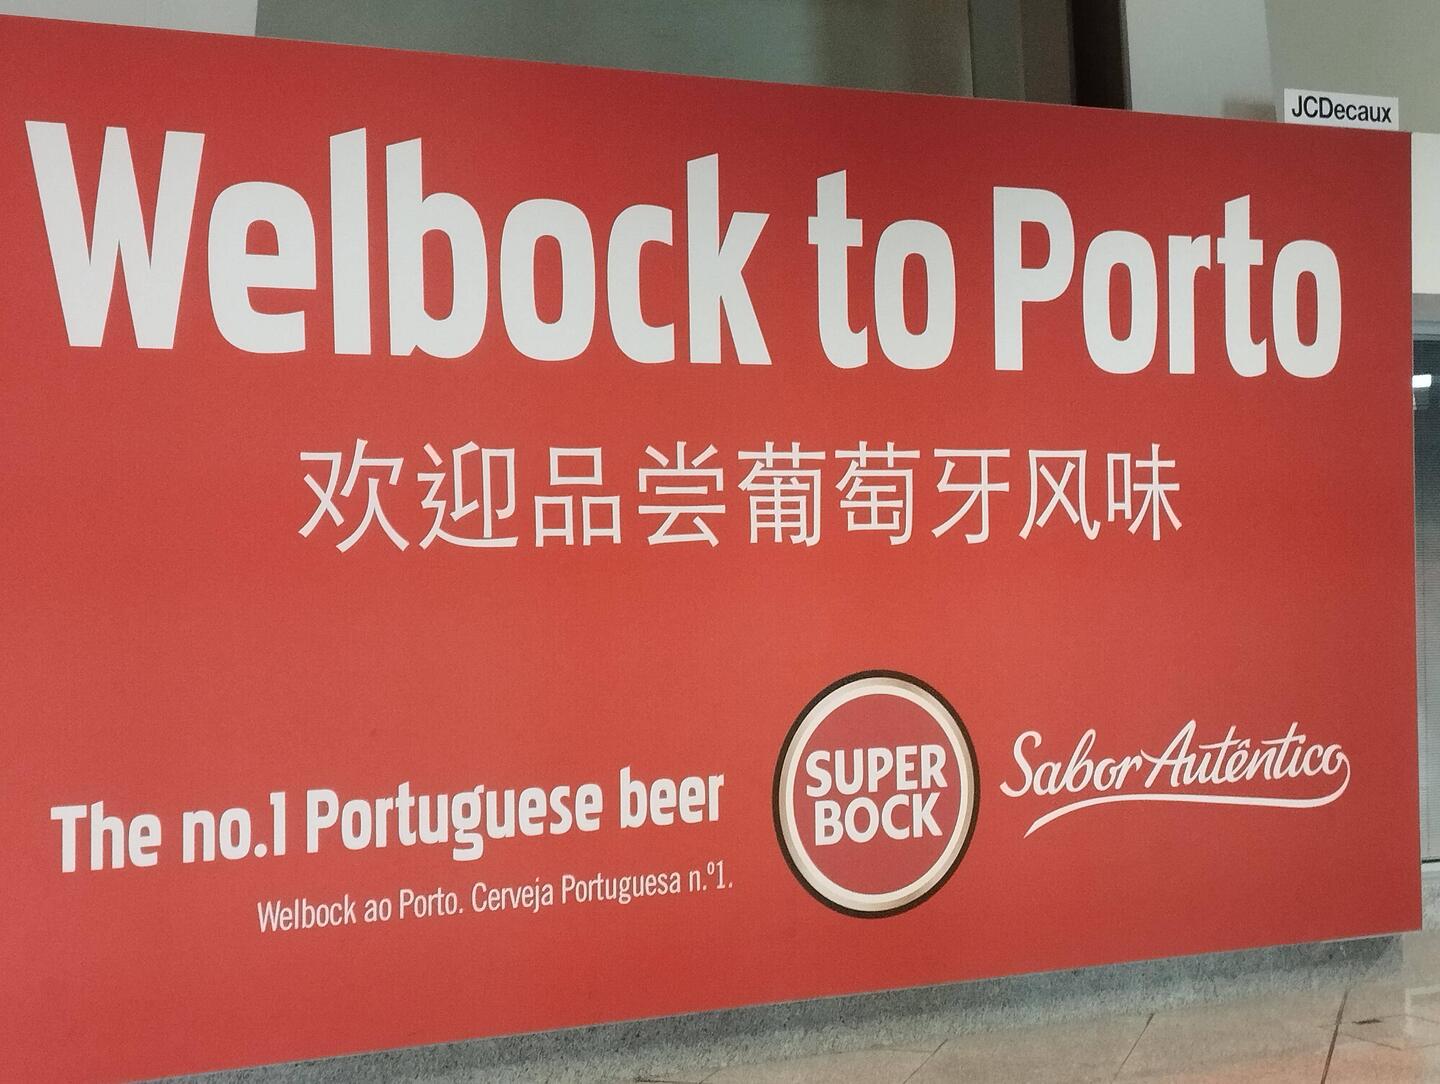 JCDecaux
Welbock to Porto
欢迎品尝葡萄牙风味
The no.1 Portuguese beer
Welbock ao Porto. Cerveja Portuguesa n.º1.
SUPER
BOCK
Sabor Autêntico